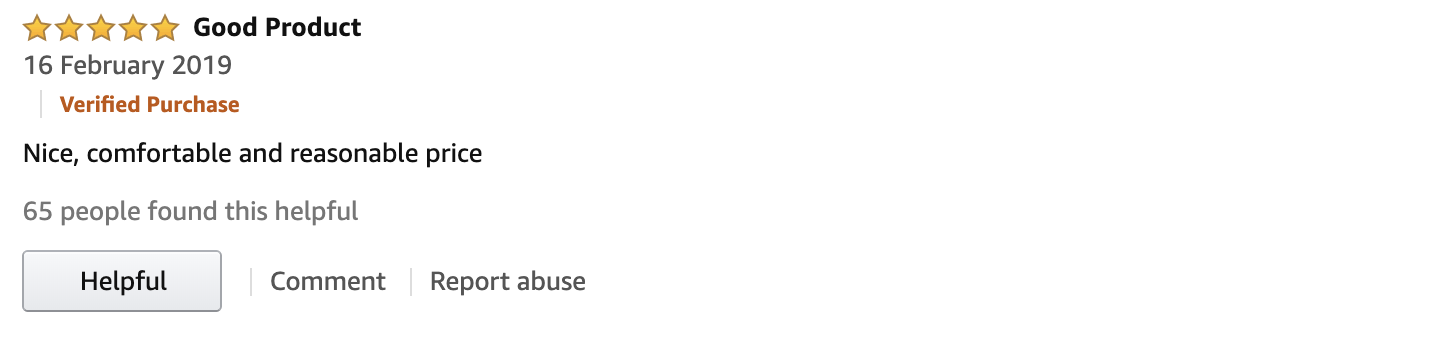 Good Product
16 February 2019
Verified Purchase
Nice, comfortable and reasonable price
65 people found this helpful
Helpful
Comment
Report abuse